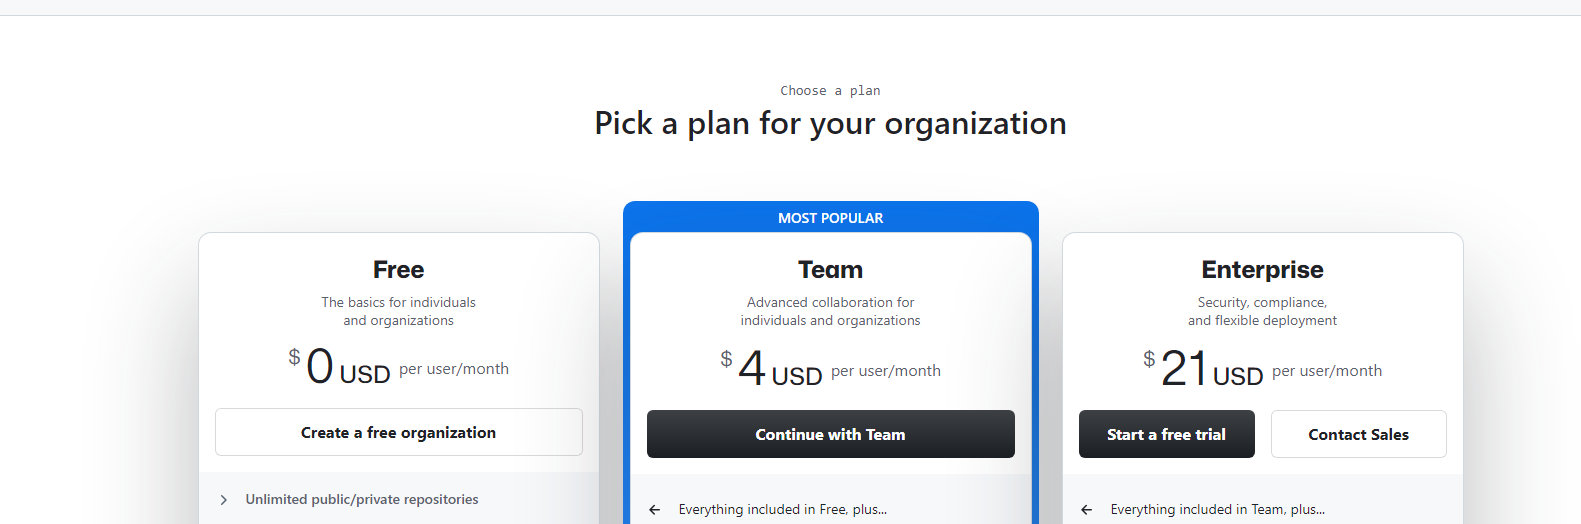 Choose a plan
Pick a plan for your organization
MOST POPULAR
Free
The basics for individuals
and organizations
$ 0 USD per user/month
Create a free organization
Unlimited public/private repositories
Team
Advanced collaboration for
individuals and organizations
$ 4 USD per user/month
Continue with Team
Everything included in Free, plus...
Enterprise
Security, compliance,
and flexible deployment
$ 21 USD per user/month
Start a free trial
Contact Sales
Everything included in Team, plus...